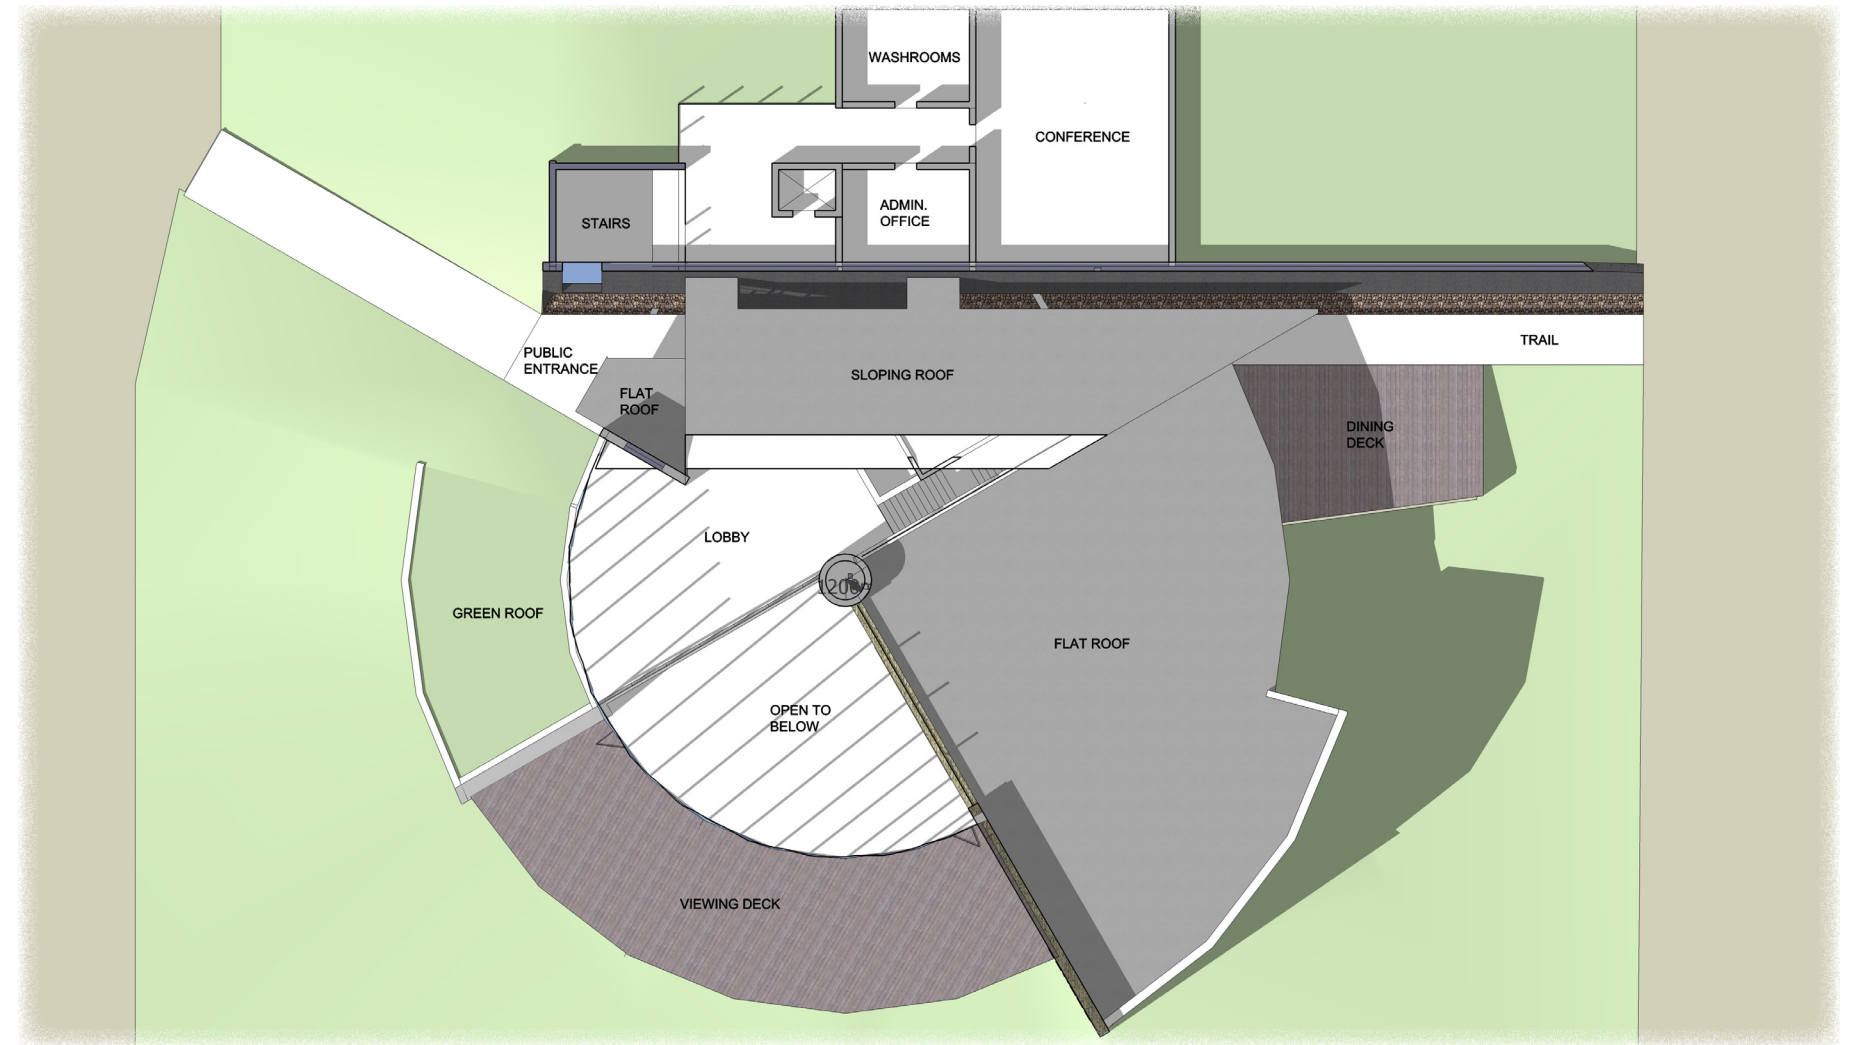 WASHROOMS
CONFERENCE
ADMIN.
OFFICE
STAIRS
TRAIL
PUBLIC
ENTRANCE
SLOPING ROOF
FLAT
ROOF
DINING
DECK
LOBBY
GREEN ROOF
FLAT ROOF
OPEN TO
BELOW
VIEWING DECK